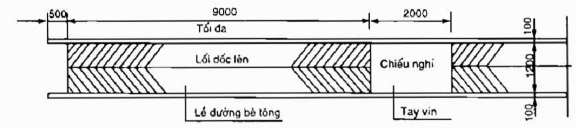 500
9000
2000
Tối đa
100
Lối dốc lên
Chiếu nghỉ
1200
Lề đường bê tông
Tay vịn
100